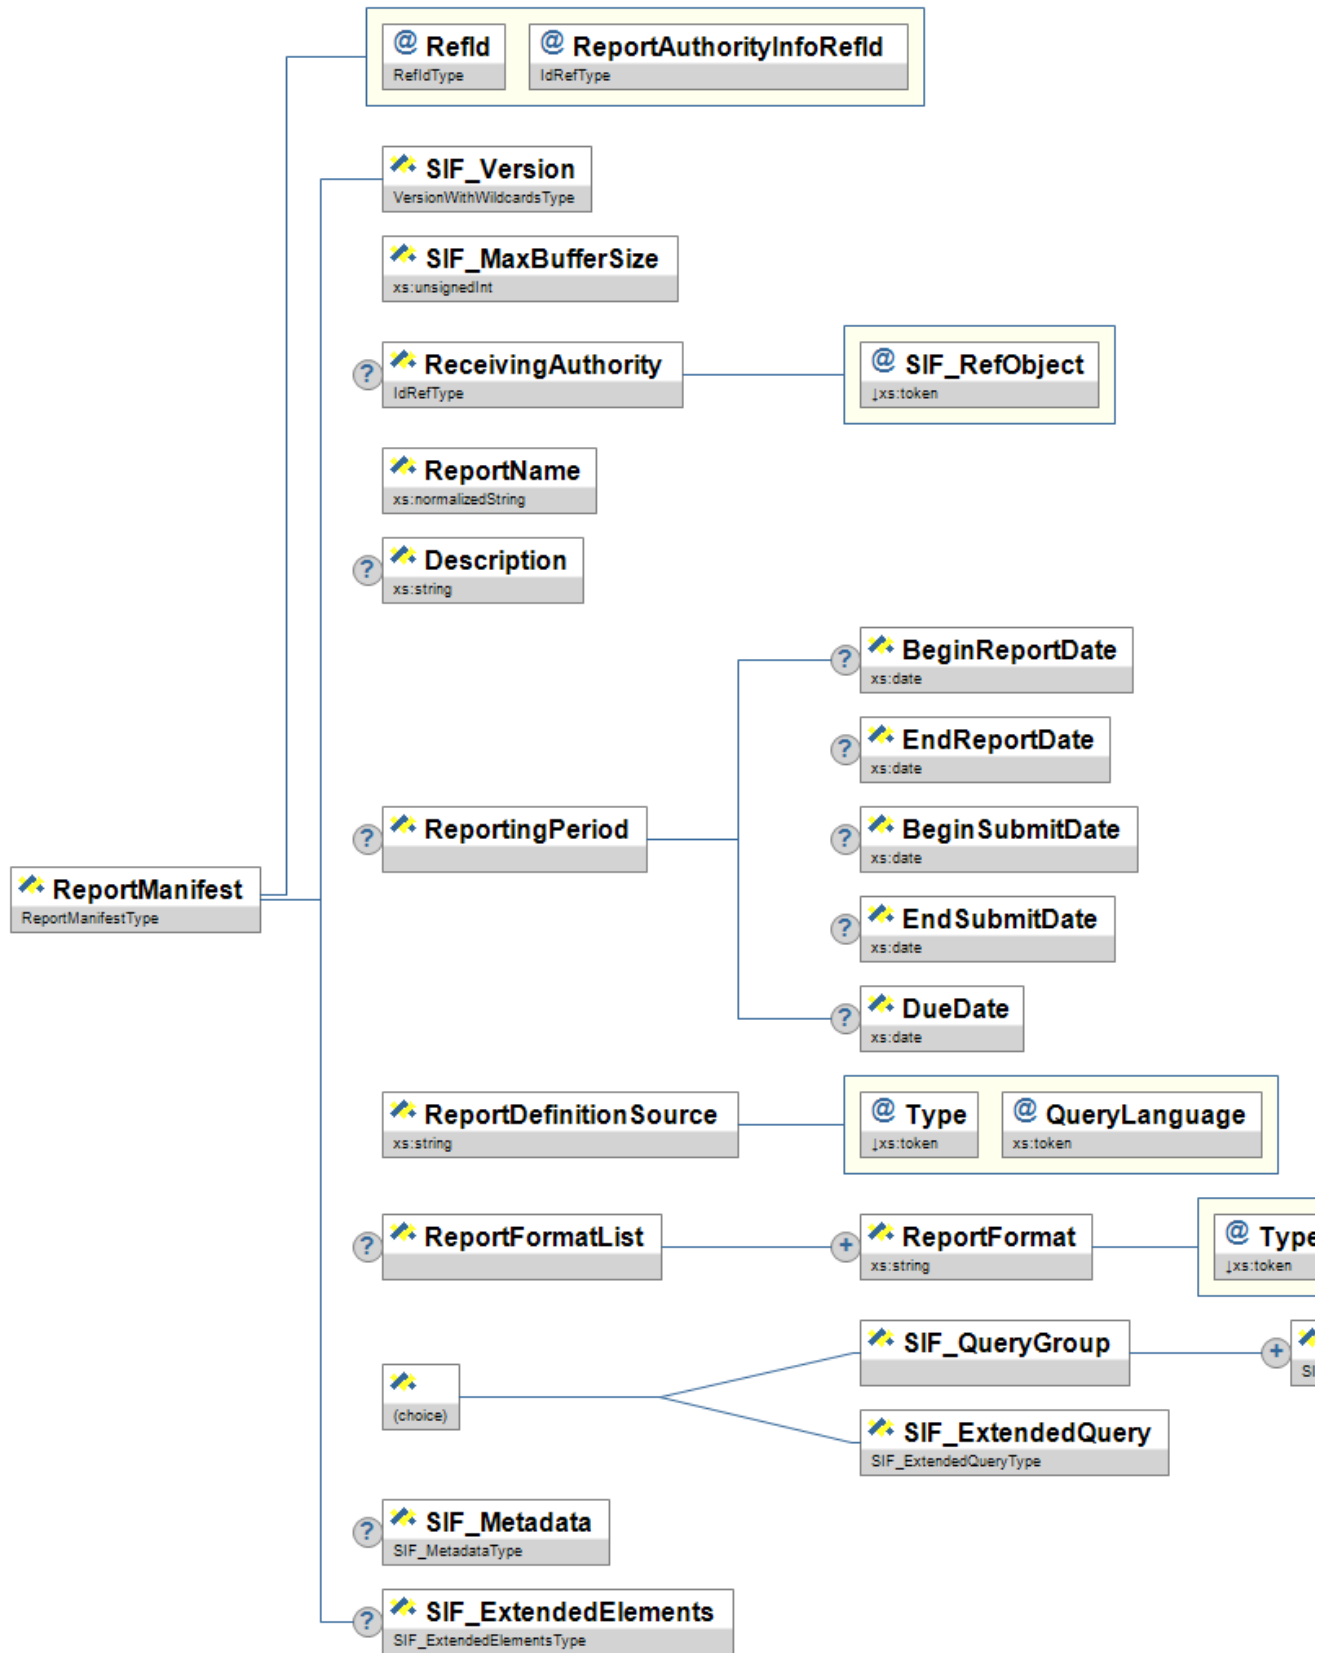 @ RefId
RefIdType
@ ReportAuthorityInfoRefId
IdRefType
SIF_Version
VersionWithWildcardsType
SIF_MaxBufferSize
xs:unsignedInt
? ReceivingAuthority
IdRefType
@ SIF_RefObject
↓xs:token
ReportName
xs:normalizedString
? Description
xs:string
? BeginReportDate
xs:date
? EndReportDate
xs:date
? ReportingPeriod
? BeginSubmitDate
xs:date
ReportManifest
ReportManifestType
? EndSubmitDate
xs:date
? DueDate
xs:date
ReportDefinitionSource
xs:string
@ Type
↓xs:token
@ QueryLanguage
xs:token
? ReportFormatList
+ ReportFormat
xs:string
@ Type
↓xs:token
SIF_QueryGroup
+
SI
(choice)
SIF_ExtendedQuery
SIF_ExtendedQueryType
? SIF_Metadata
SIF_MetadataType
? SIF_ExtendedElements
SIF_ExtendedElementsType